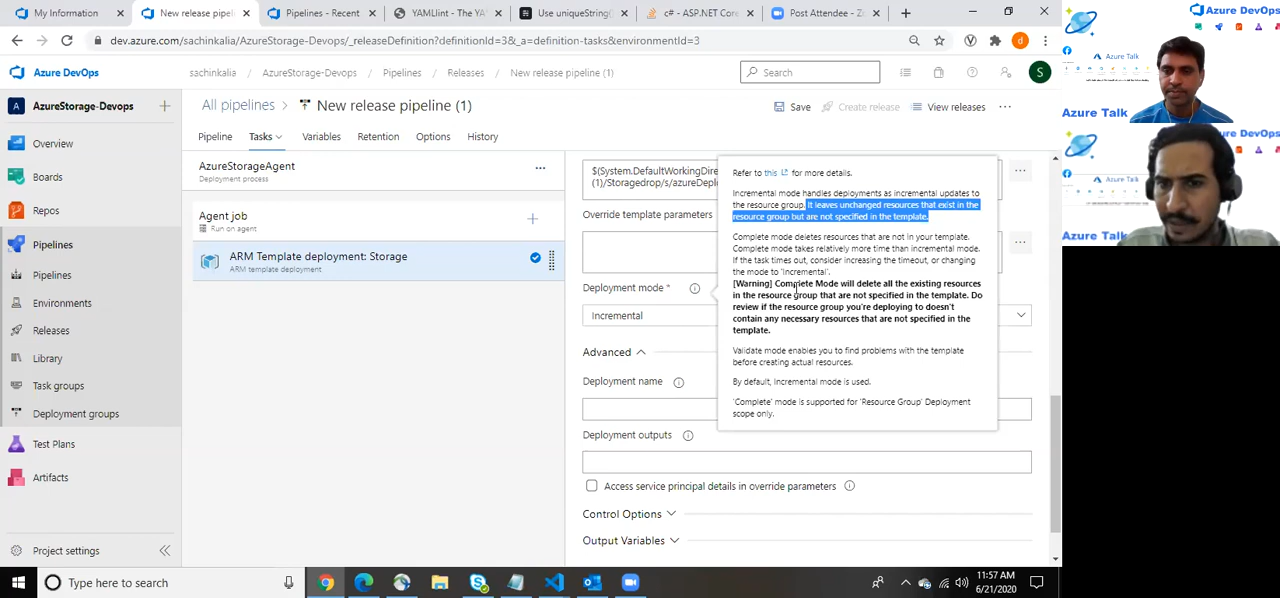 My Information
New release pipelin
Pipelines - Recent
YAMLlint - The YA
Use uniqueString()
c# - ASP.NET Core
Post Attendee - Z
dev.azure.com/sachinkalia/AzureStorage-Devops/_releaseDefinition?definitionId=3&_a=definition-tasks&environmentId=3
Azure DevOps
sachinkalia / AzureStorage-Devops / Pipelines / Releases / New release pipeline (1)
Search
S
A AzureStorage-Devops
Overview
Boards
Repos
Pipelines
Pipelines
Environments
Releases
Library
Task groups
Deployment groups
Test Plans
Artifacts
Project settings
All pipelines
New release pipeline (1)
Save
Create release
View releases
Pipeline
Tasks
Variables
Retention
Options
History
AzureStorageAgent
Deployment process
Agent job
Run on agent
ARM Template deployment: Storage
ARM template deployment
$(System.DefaultWorkingDire
(1)/Storagedrop/s/azureDepl
Override template parameters
Deployment mode *
Incremental
Advanced
Deployment name
Deployment outputs
Access service principal details in override parameters
Control Options
Output Variables
Refer to this for more details.
Incremental mode handles deployments as incremental updates to
the resource group. It leaves unchanged resources that exist in the
resource group but are not specified in the template.
Complete mode deletes resources that are not in your template.
Complete mode takes relatively more time than incremental mode.
If the task times out, consider increasing the timeout, or changing
the mode to 'Incremental'.
[Warning] Complete Mode will delete all the existing resources
in the resource group that are not specified in the template. Do
review if the resource group you're deploying to doesn't
contain any necessary resources that are not specified in the
template.
Validate mode enables you to find problems with the template
before creating actual resources.
By default, Incremental mode is used.
'Complete' mode is supported for 'Resource Group' Deployment
scope only.
Azure DevOps
Azure Talk
Azure Talk
ure DevOps
Azure Talk
Azure Talk
Type here to search
11:57 AM
6/21/2020